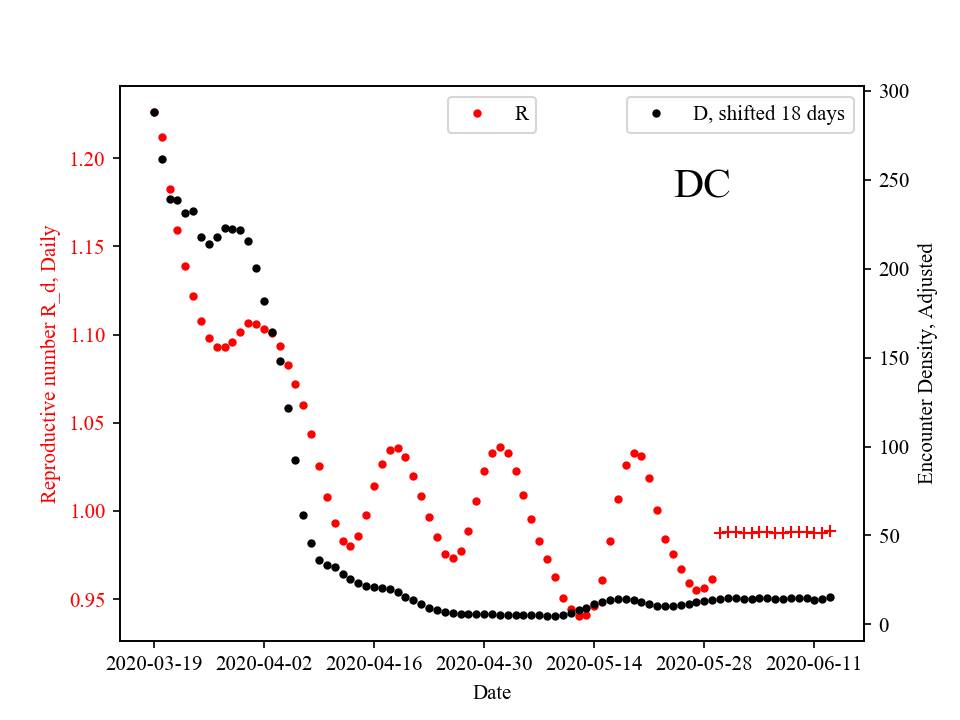 R
D, shifted 18 days
DC
Reproductive number R_d, Daily
1.20
1.15
1.10
1.05
1.00
0.95
300
250
200
150
100
50
0
Encounter Density, Adjusted
2020-03-19 2020-04-02 2020-04-16 2020-04-30 2020-05-14 2020-05-28 2020-06-11
Date